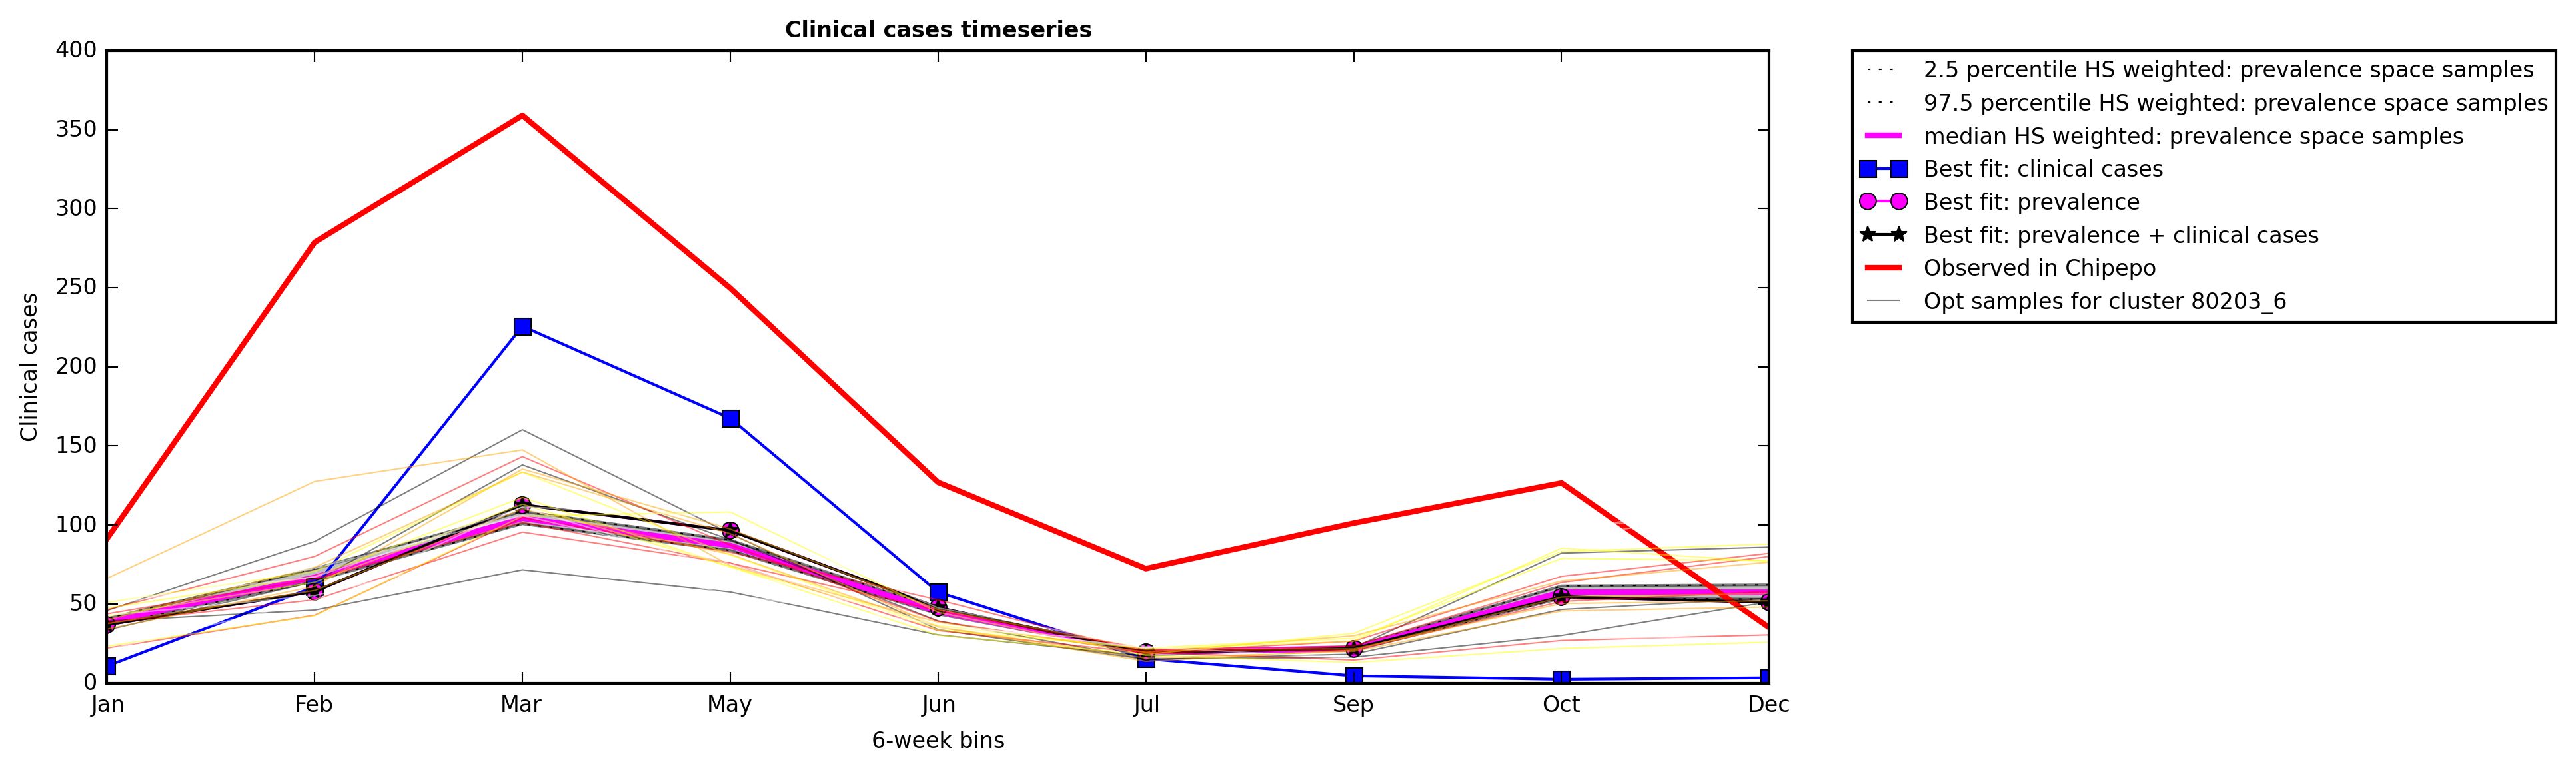 Clinical cases timeseries
400
350
300
250
200
150
100
50
0
Clinical cases
Jan Feb Mar May Jun Jul Sep Oct Dec
6-week bins
2.5 percentile HS weighted: prevalence space samples
97.5 percentile HS weighted: prevalence space samples
median HS weighted: prevalence space samples
Best fit: clinical cases
Best fit: prevalence
Best fit: prevalence + clinical cases
Observed in Chipepo
Opt samples for cluster 80203_6